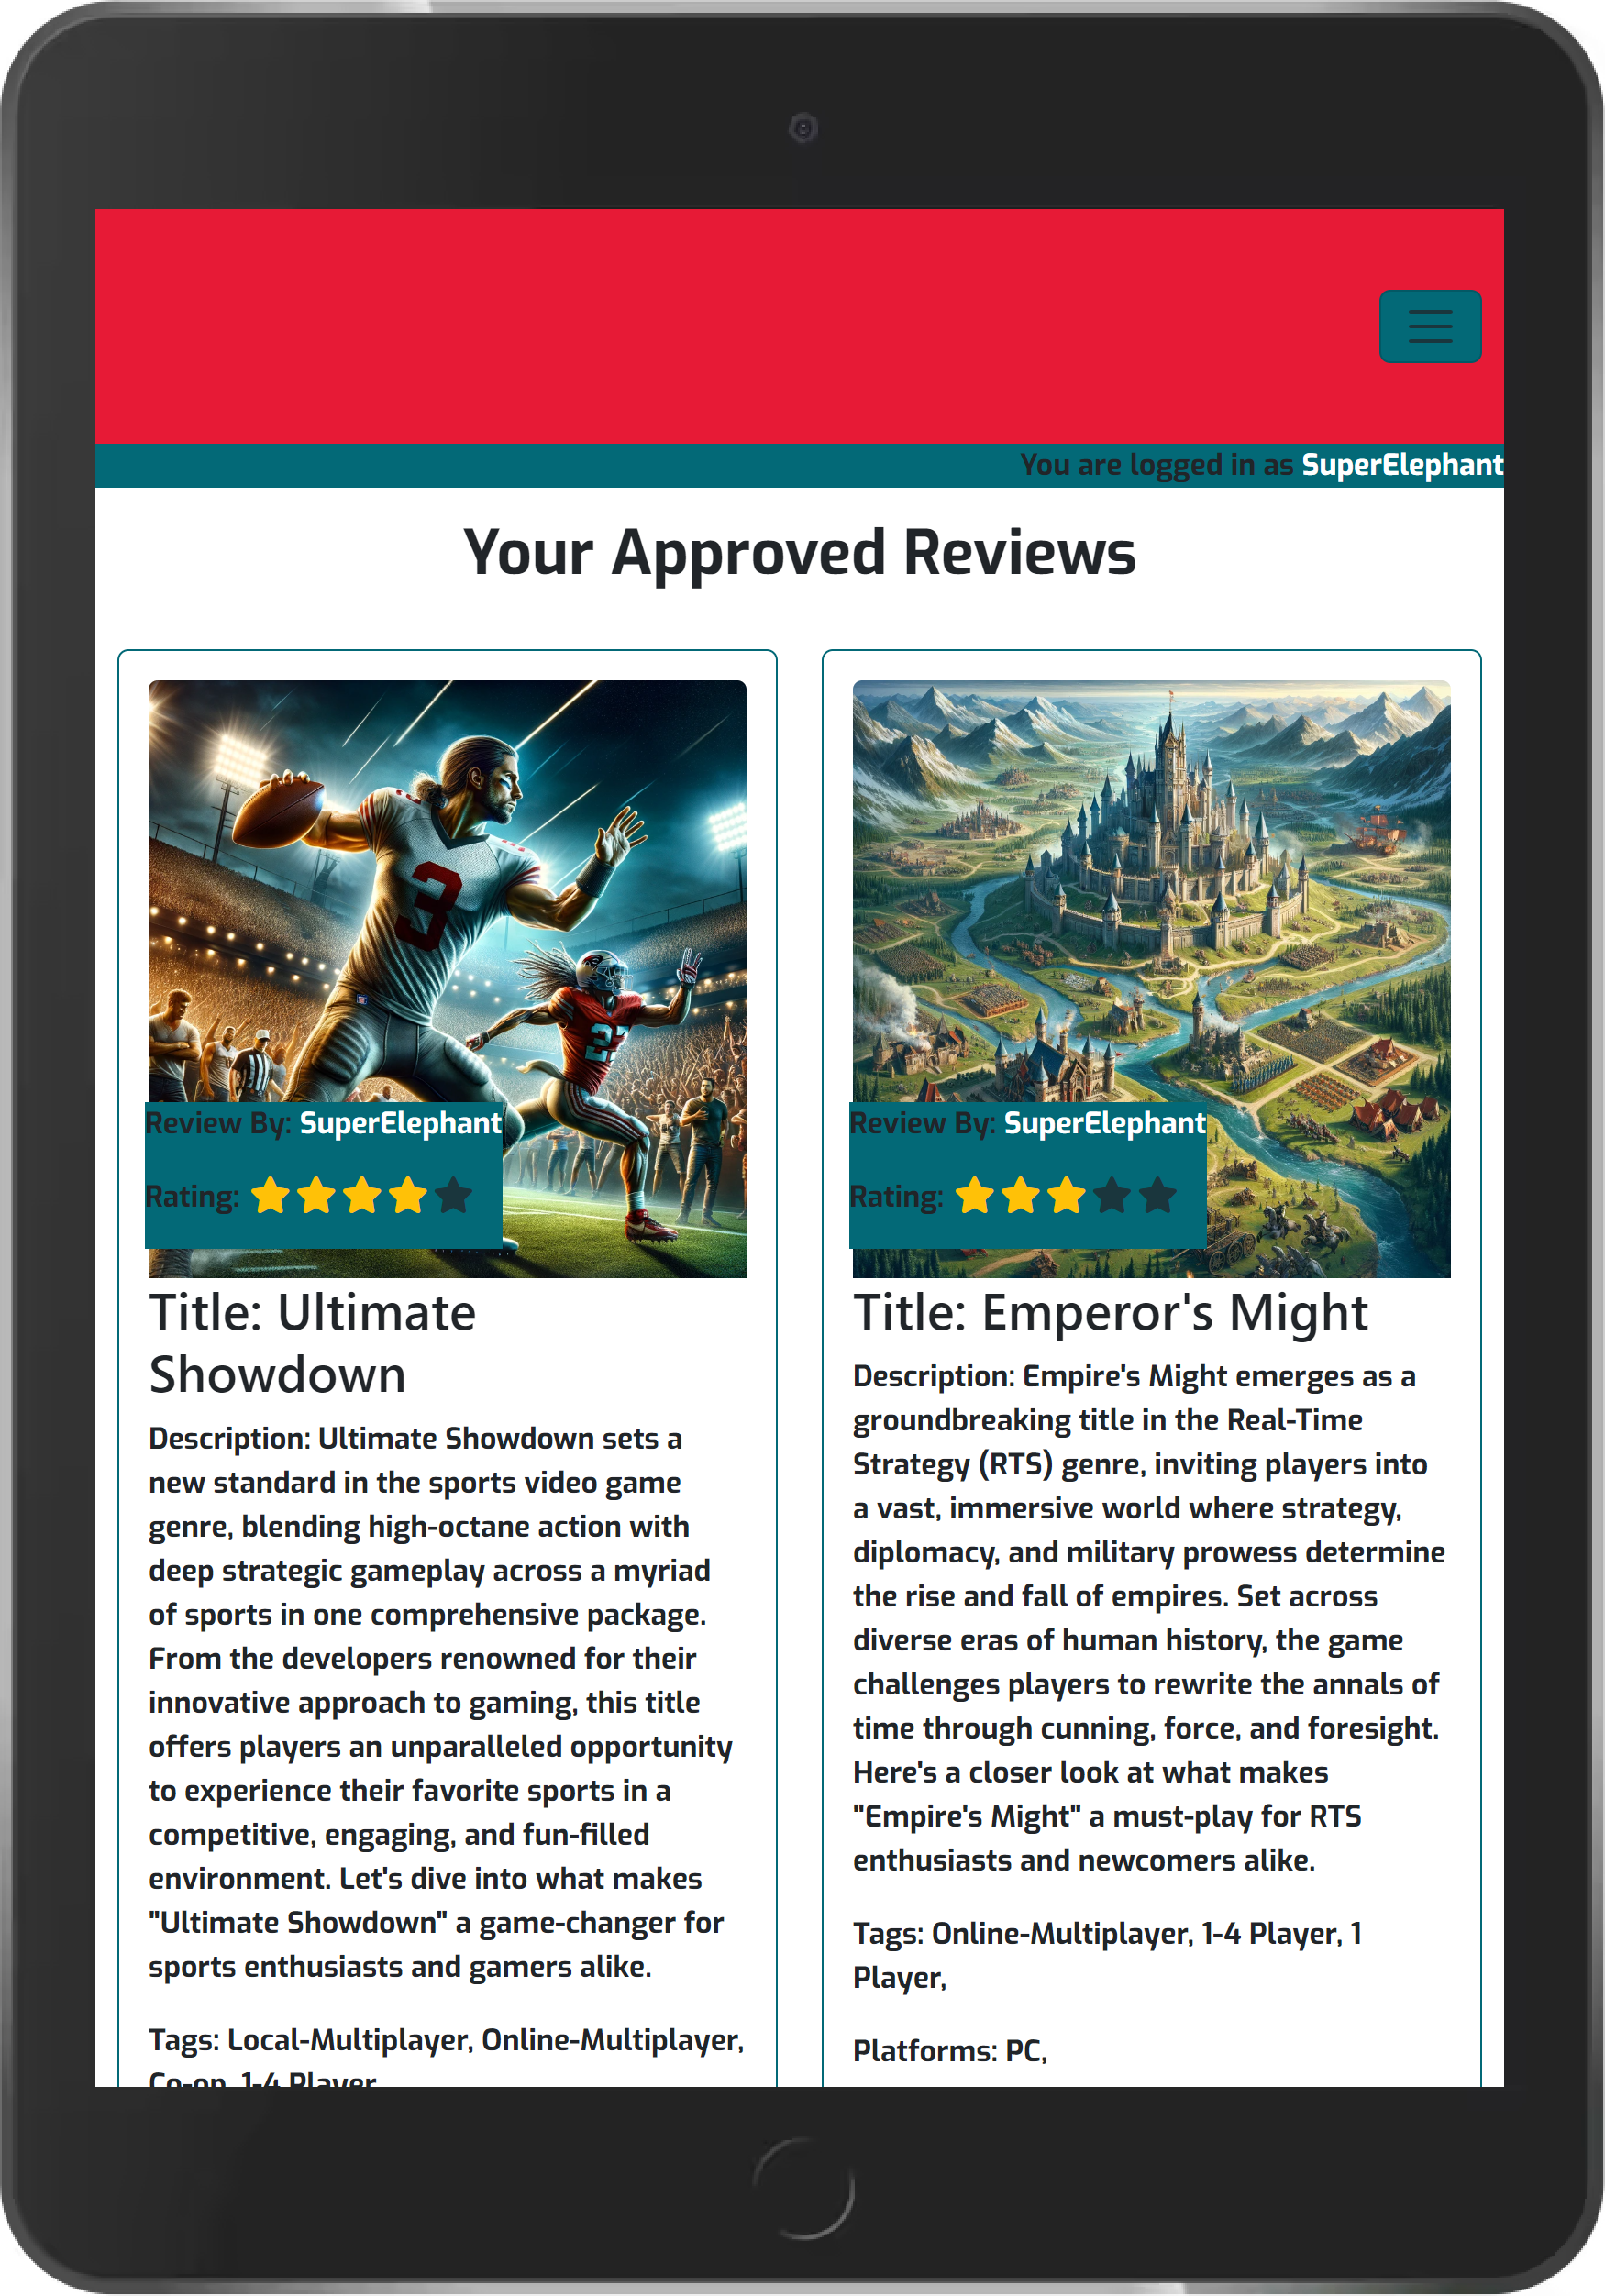 You are logged in as SuperElephant
Your Approved Reviews
3
23
Review By: SuperElephant
Rating:
Title: Ultimate
Showdown
Description: Ultimate Showdown sets a
new standard in the sports video game
genre, blending high-octane action with
deep strategic gameplay across a myriad
of sports in one comprehensive package.
From the developers renowned for their
innovative approach to gaming, this title
offers players an unparalleled opportunity
to experience their favorite sports in a
competitive, engaging, and fun-filled
environment. Let's dive into what makes
"Ultimate Showdown" a game-changer for
sports enthusiasts and gamers alike.
Tags: Local-Multiplayer, Online-Multiplayer,
Co-op, 1-4 Player
Review By: SuperElephant
Rating:
Title: Emperor's Might
Description: Empire's Might emerges as a
groundbreaking title in the Real-Time
Strategy (RTS) genre, inviting players into
a vast, immersive world where strategy,
diplomacy, and military prowess determine
the rise and fall of empires. Set across
diverse eras of human history, the game
challenges players to rewrite the annals of
time through cunning, force, and foresight.
Here's a closer look at what makes
"Empire's Might" a must-play for RTS
enthusiasts and newcomers alike.
Tags: Online-Multiplayer, 1-4 Player, 1
Player,
Platforms: PC,